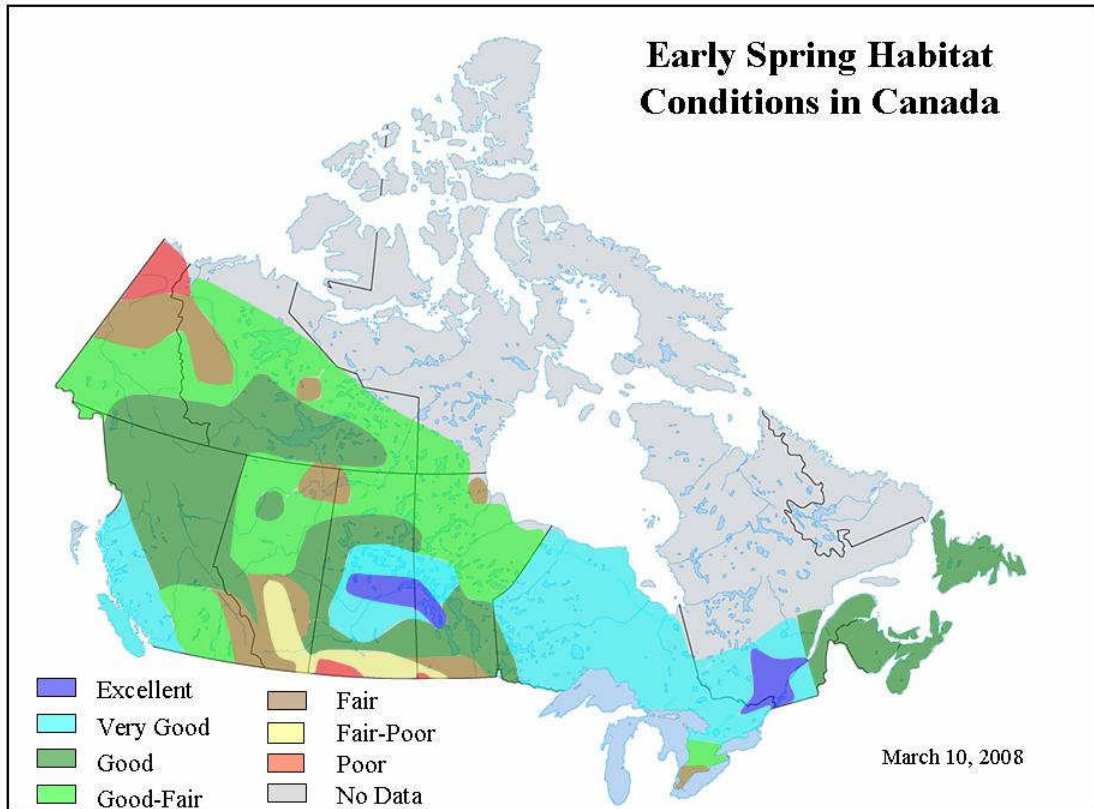 Early Spring Habitat
Conditions in Canada
Excellent
Very Good
Good
Good-Fair
Fair
Fair-Poor
Poor
No Data
March 10, 2008